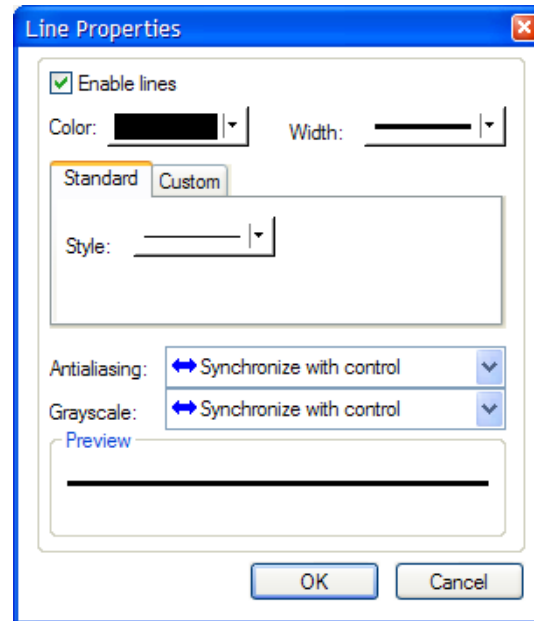 Line Properties
Enable lines
Color:
Width:
Standard
Custom
Style:
Antialiasing:
Synchronize with control
Grayscale:
Synchronize with control
Preview
OK
Cancel